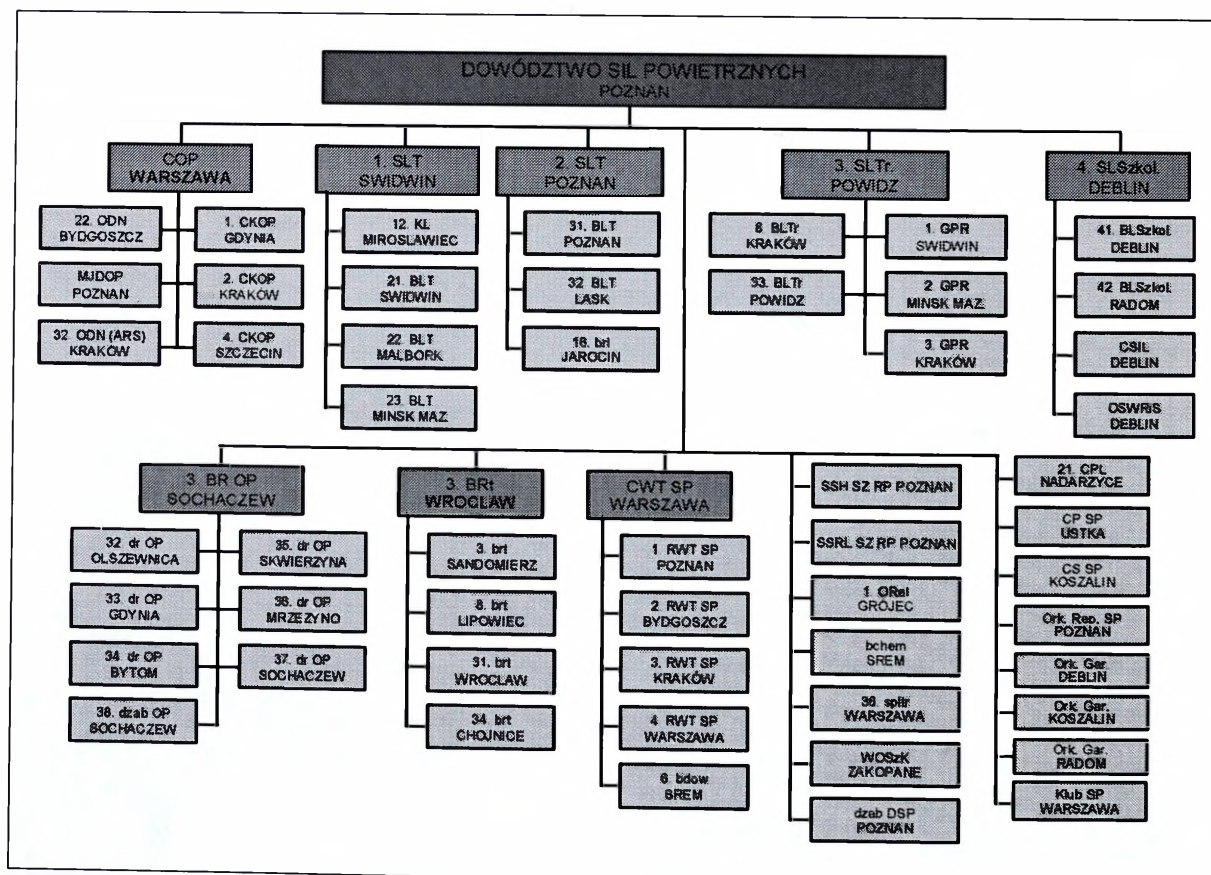 DOWÓDZTWO SIL POWIETRZNYCH
POZNAN
COP
WARSZAWA
22. ODN
BYDGOSZCZ
MJDOP
POZNAN
32. ODN (ARS)
KRAKÓW
1. CKOP
GDYNIA
2. CKOP
KRAKÓW
4. CKOP
SZCZECIN
1. SLT
SWIDWIN
12. KL
MIROSLAWIEC
21. BLT
SWIDWIN
22. BLT
MALBORK
23. BLT
MINSK MAZ
2. SLT
POZNAN
31. BLT
POZNAN
32 BLT
LASK
16. brl
JAROCIN
3. SLTr.
POWIDZ
8 BLTr
KRAKÓW
33. BLTr
POWIDZ
1. GPR
SWIDWIN
2 GPR
MINSK MAZ
3. GPR
KRAKÓW
4. SLSzkol.
DEBLIN
41. BLSzkol.
DEBLIN
42 BLSzkol.
RADOM
CSIL
DEBLIN
OSWRiS
DEBLIN
3. BR OP
SOCHACZEW
32 dr OP
OLSZEWNICA
33. dr OP
GDYNIA
34 dr OP
BYTOM
38. dzab OP
SOCHACZEW
35. dr OP
SKWIERZYNA
36. dr OP
MRZEZYNO
37. dr OP
SOCHACZEW
3. BRt
WROCLAW
3. brt
SANDOMIERZ
8. brt
LIPOWIEC
31. brt
WROCLAW
34 brt
CHOJNICE
CWT SP
WARSZAWA
1 RWT SP
POZNAN
2 RWT SP
BYDGOSZCZ
3. RWT SP
KRAKÓW
4 RWT SP
WARSZAWA
6. bdow
SREM
SSH SZ RP POZNAN
SSRL SZ RP POZNAN
1. ORel
GRÓJEC
bchem
SREM
36. spltr
WARSZAWA
WOSzK
ZAKOPANE
dzab DSP
POZNAN
21. CPL
NADARZYCE
CP SP
USTKA
CS SP
KOSZALIN
Ork. Rep. SP
POZNAN
Ork. Gar.
DEBLIN
Ork. Gar.
KOSZALIN
Ork. Gar.
RADOM
Klub SP
WARSZAWA